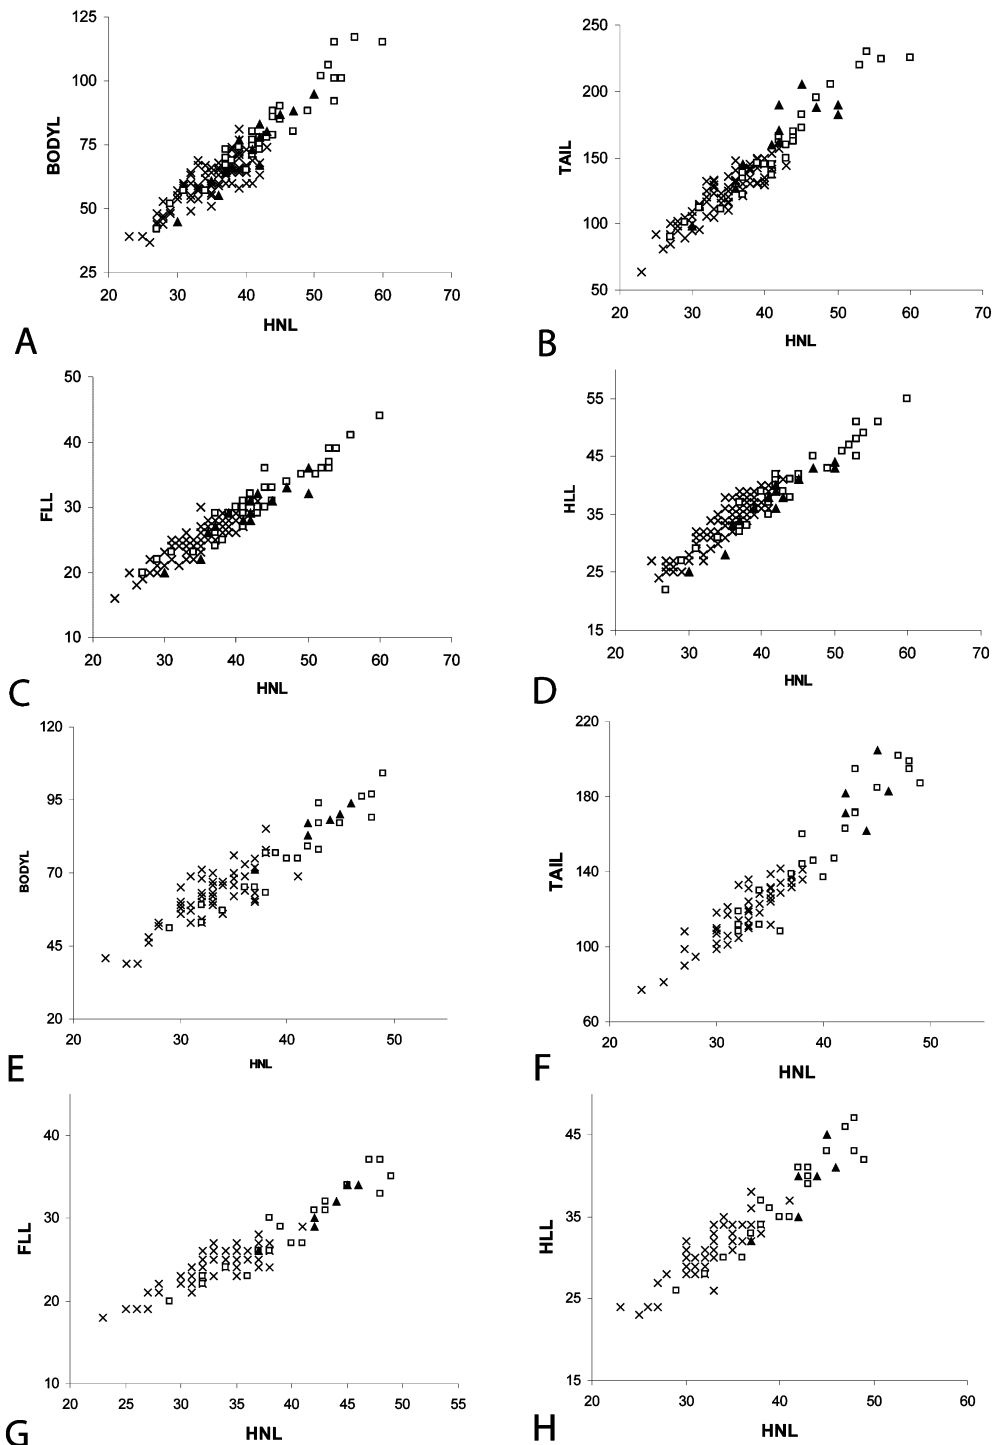 125
100
75
50
25
BODYL
20 30 40 50 60 70
HNL
A
250
200
150
100
50
TAIL
20 30 40 50 60 70
HNL
B
50
40
30
20
10
FLL
20 30 40 50 60 70
HNL
C
55
45
35
25
15
HLL
20 30 40 50 60 70
HNL
D
120
95
70
45
20
BODYL
20 30 40 50
HNL
E
220
180
140
100
60
TAIL
20 30 40 50
HNL
F
40
30
20
10
FLL
20 25 30 35 40 45 50 55
HNL
G
45
35
25
15
HLL
20 30 40 50 60
HNL
H